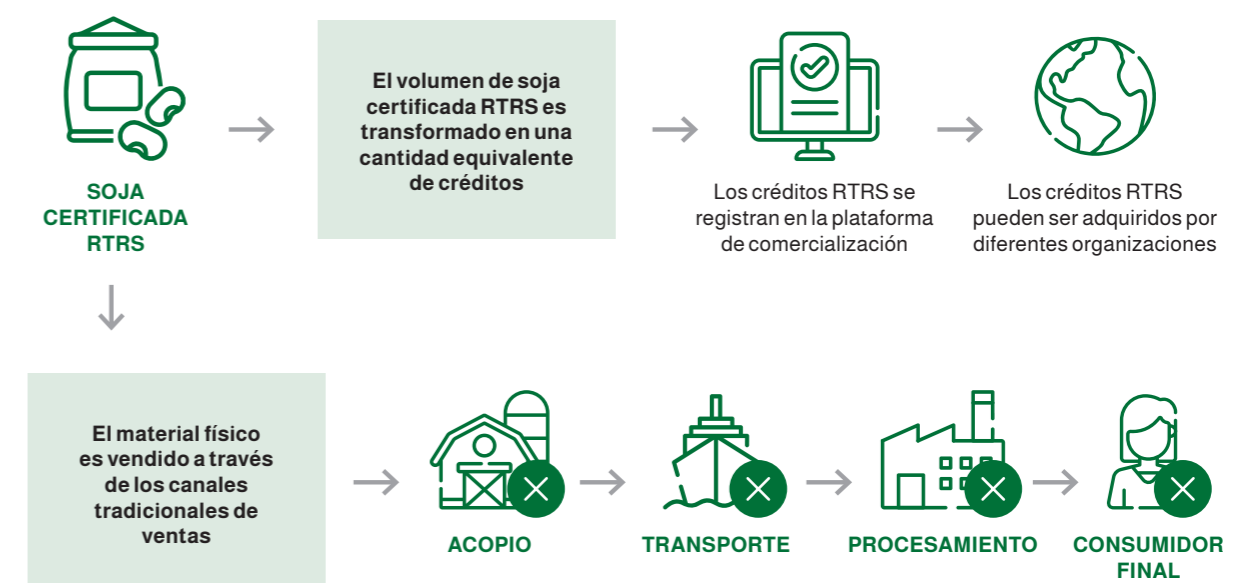 SOJA
CERTIFICADA
RTRS
El volumen de soja
certificada RTRS es
transformado en una
cantidad equivalente
de créditos
Los créditos RTRS se
registran en la plataforma
de comercialización
Los créditos RTRS
pueden ser adquiridos por
diferentes organizaciones
El material físico
es vendido a través
de los canales
tradicionales de
ventas
ACOPIO
TRANSPORTE
PROCESAMIENTO
CONSUMIDOR
FINAL